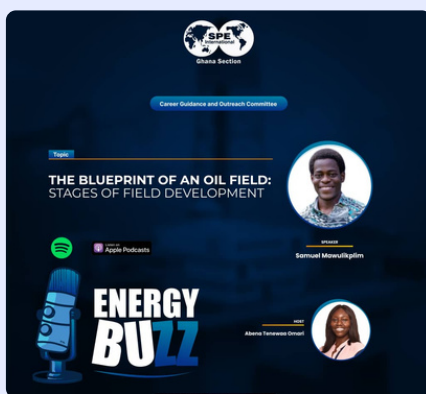 SPE
International
Ghana Section
Career Guidance and Outreach Committee
Topic
THE BLUEPRINT OF AN OIL FIELD:
STAGES OF FIELD DEVELOPMENT
Apple Podcasts
SPEAKER
Samuel Mawulikplim
ENERGY
BUZZ
HOST
Abena Tenewaa Omari